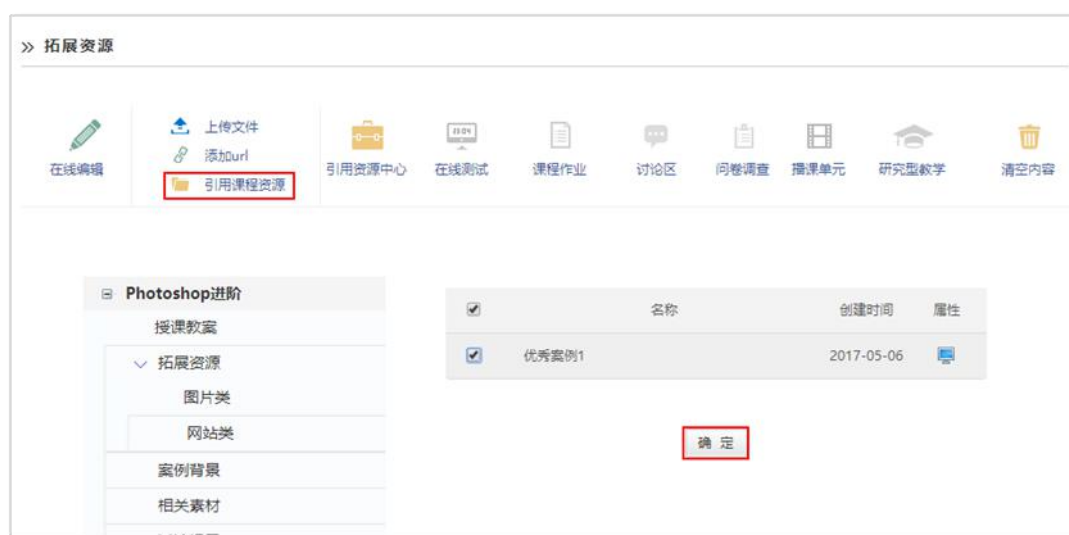 » 拓展资源
在线编辑
上传文件
添加url
引用课程资源
引用资源中心
在线测试
课程作业
讨论区
问卷调查
播课单元
研究型教学
清空内容
Photoshop进阶
授课教案
拓展资源
图片类
网站类
案例背景
相关素材
名称 创建时间 属性
优秀案例1 2017-05-06
确 定